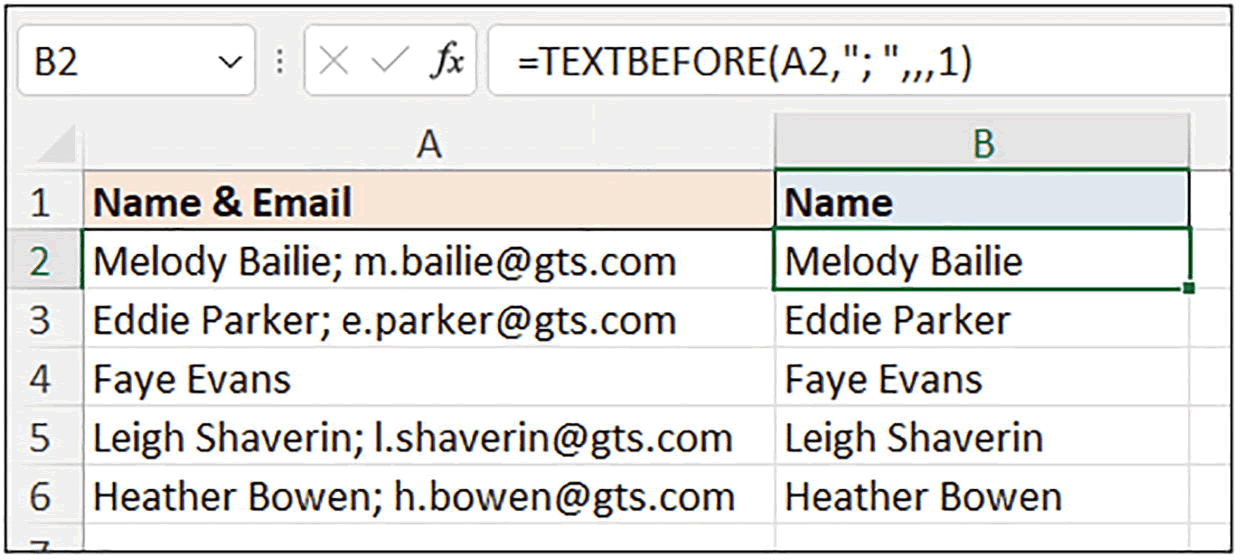 B2 fx =TEXTBEFORE(A2,"; ",,,1)
A B
1 Name & Email Name
2 Melody Bailie; m.bailie@gts.com Melody Bailie
3 Eddie Parker; e.parker@gts.com Eddie Parker
4 Faye Evans Faye Evans
5 Leigh Shaverin; l.shaverin@gts.com Leigh Shaverin
6 Heather Bowen; h.bowen@gts.com Heather Bowen